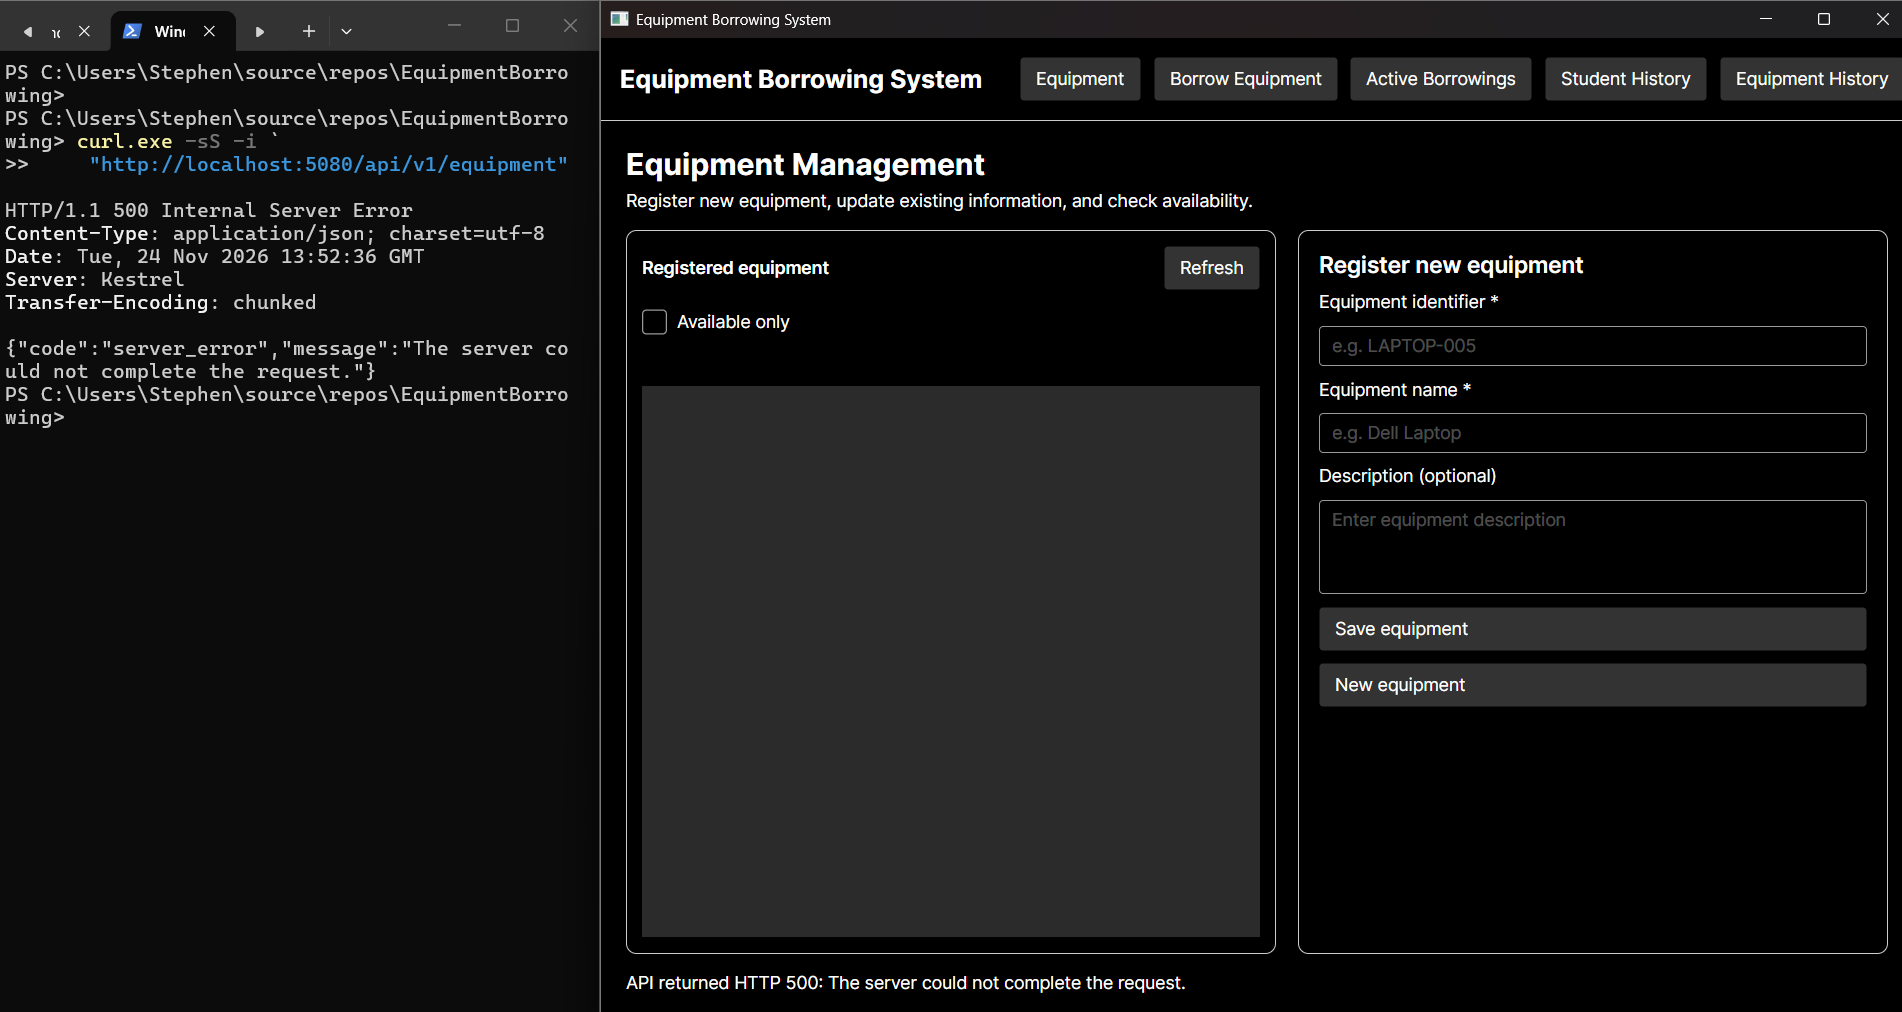 Wind
PS C:\Users\Stephen\source\repos\EquipmentBorro
wing>
PS C:\Users\Stephen\source\repos\EquipmentBorro
wing> curl.exe -sS -i `
>>     "http://localhost:5080/api/v1/equipment"
HTTP/1.1 500 Internal Server Error
Content-Type: application/json; charset=utf-8
Date: Tue, 24 Nov 2026 13:52:36 GMT
Server: Kestrel
Transfer-Encoding: chunked
{"code":"server_error","message":"The server co
uld not complete the request."}
PS C:\Users\Stephen\source\repos\EquipmentBorro
wing>
Equipment Borrowing System
Equipment Borrowing System
Equipment
Borrow Equipment
Active Borrowings
Student History
Equipment History
Equipment Management
Register new equipment, update existing information, and check availability.
Registered equipment
Refresh
Available only
Register new equipment
Equipment identifier *
e.g. LAPTOP-005
Equipment name *
e.g. Dell Laptop
Description (optional)
Enter equipment description
Save equipment
New equipment
API returned HTTP 500: The server could not complete the request.